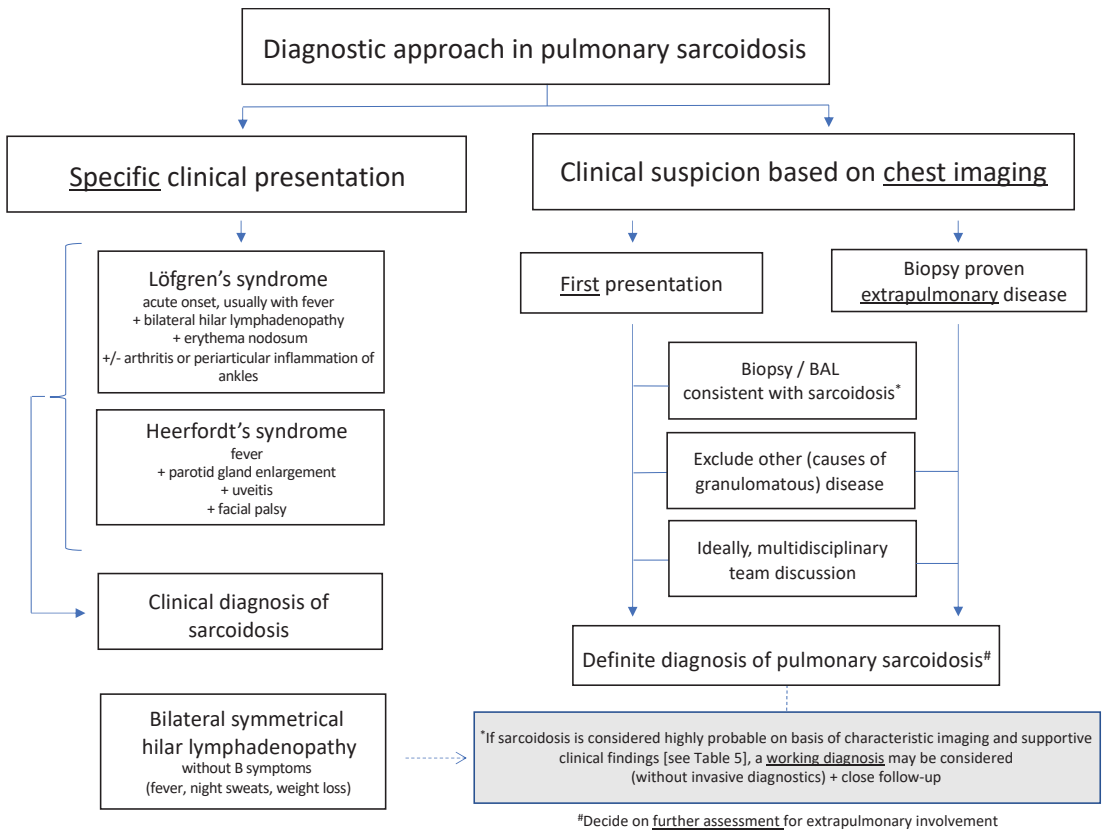 Diagnostic approach in pulmonary sarcoidosis
Specific clinical presentation
Löfgren’s syndrome
acute onset, usually with fever
+ bilateral hilar lymphadenopathy
+ erythema nodosum
+/- arthritis or periarticular inflammation of
ankles
Heerfordt’s syndrome
fever
+ parotid gland enlargement
+ uveitis
+ facial palsy
Clinical diagnosis of
sarcoidosis
Bilateral symmetrical
hilar lymphadenopathy
without B symptoms
(fever, night sweats, weight loss)
Clinical suspicion based on chest imaging
First presentation
Biopsy proven
extrapulmonary disease
Biopsy / BAL
consistent with sarcoidosis*
Exclude other (causes of
granulomatous) disease
Ideally, multidisciplinary
team discussion
Definite diagnosis of pulmonary sarcoidosis#
*If sarcoidosis is considered highly probable on basis of characteristic imaging and supportive
clinical findings [see Table 5], a working diagnosis may be considered
(without invasive diagnostics) + close follow-up
#Decide on further assessment for extrapulmonary involvement